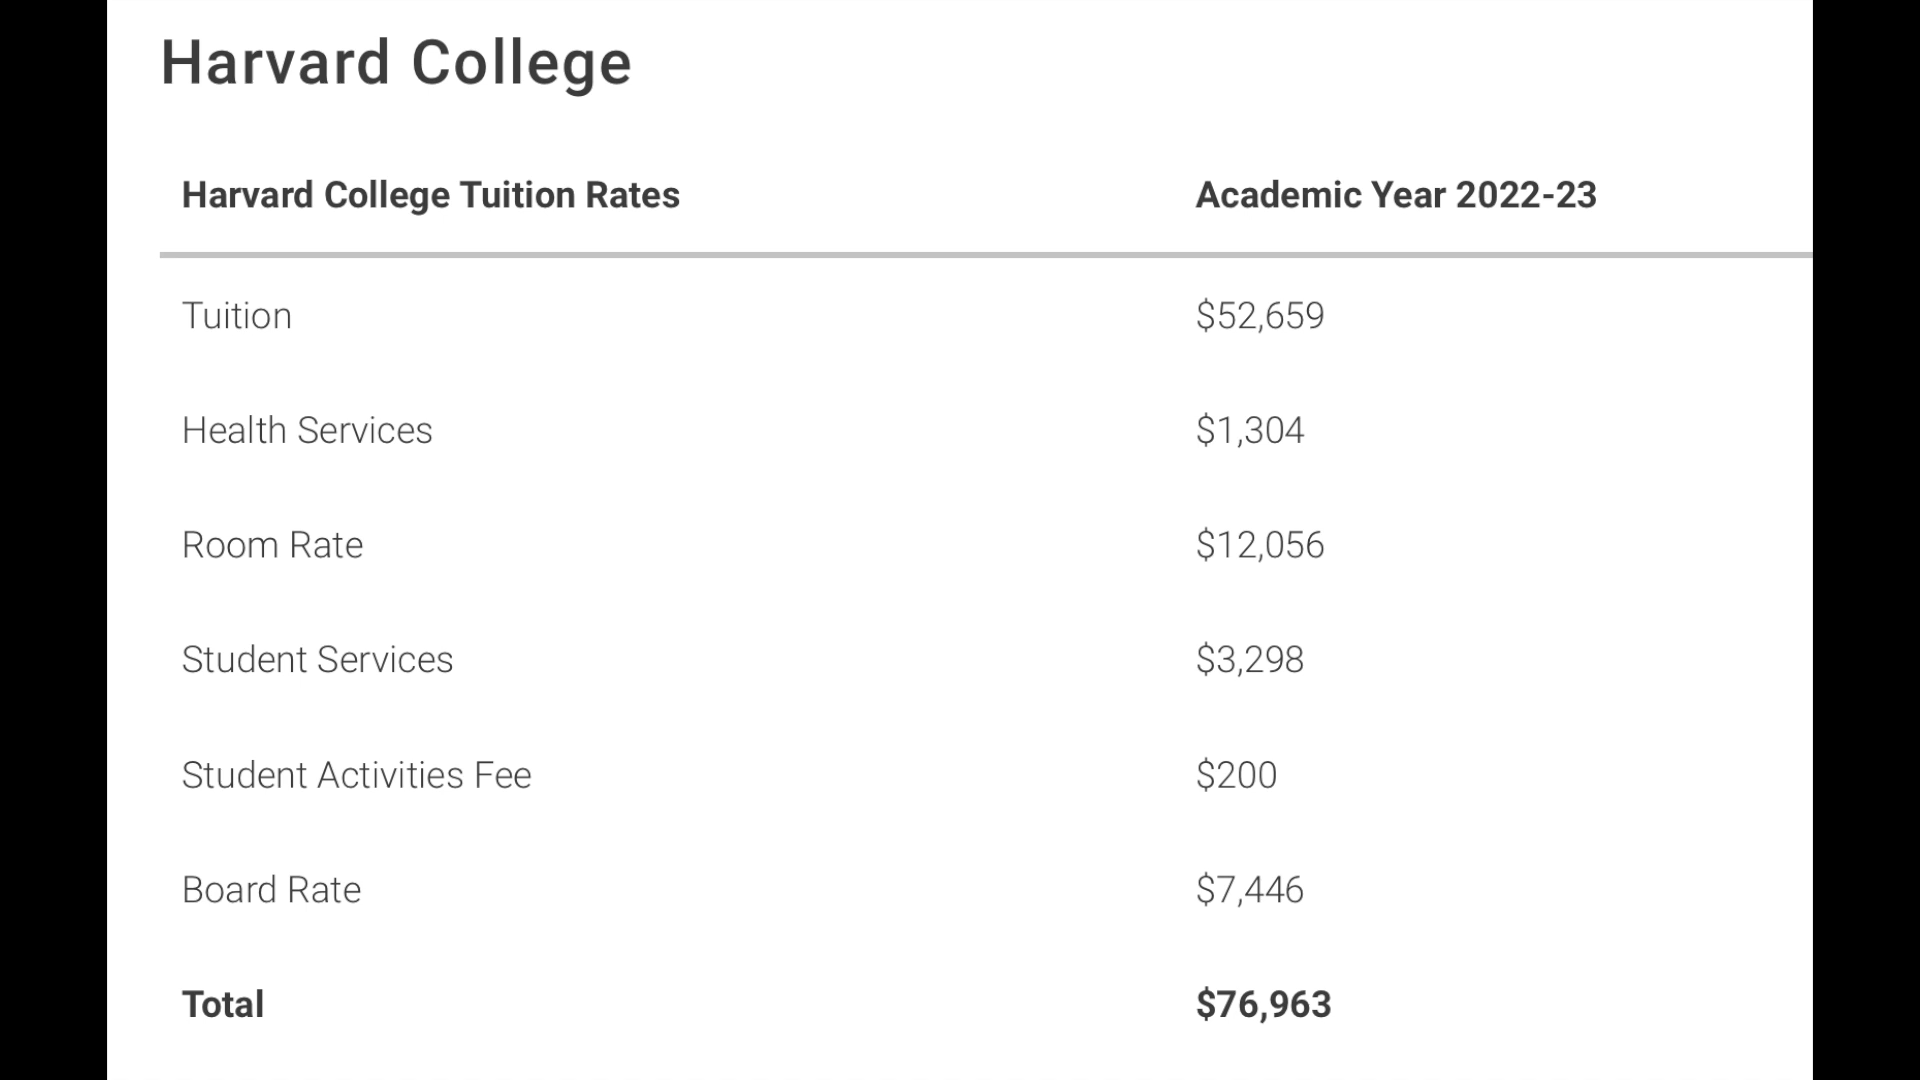 Harvard College
Harvard College Tuition Rates Academic Year 2022-23
Tuition $52,659
Health Services $1,304
Room Rate $12,056
Student Services $3,298
Student Activities Fee $200
Board Rate $7,446
Total $76,963